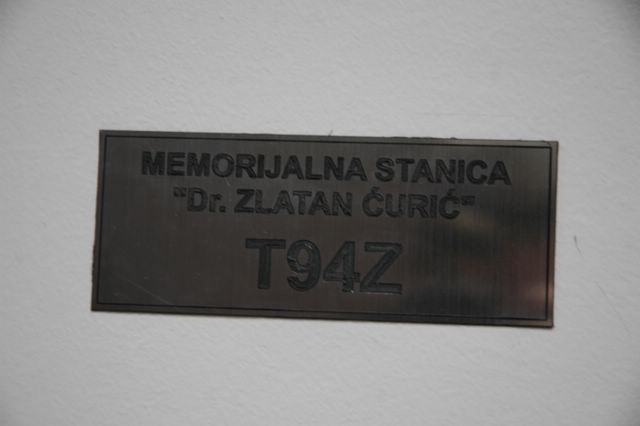 MEMORIJALNA STANICA
"Dr. ZLATAN ĆURIĆ"
T94Z